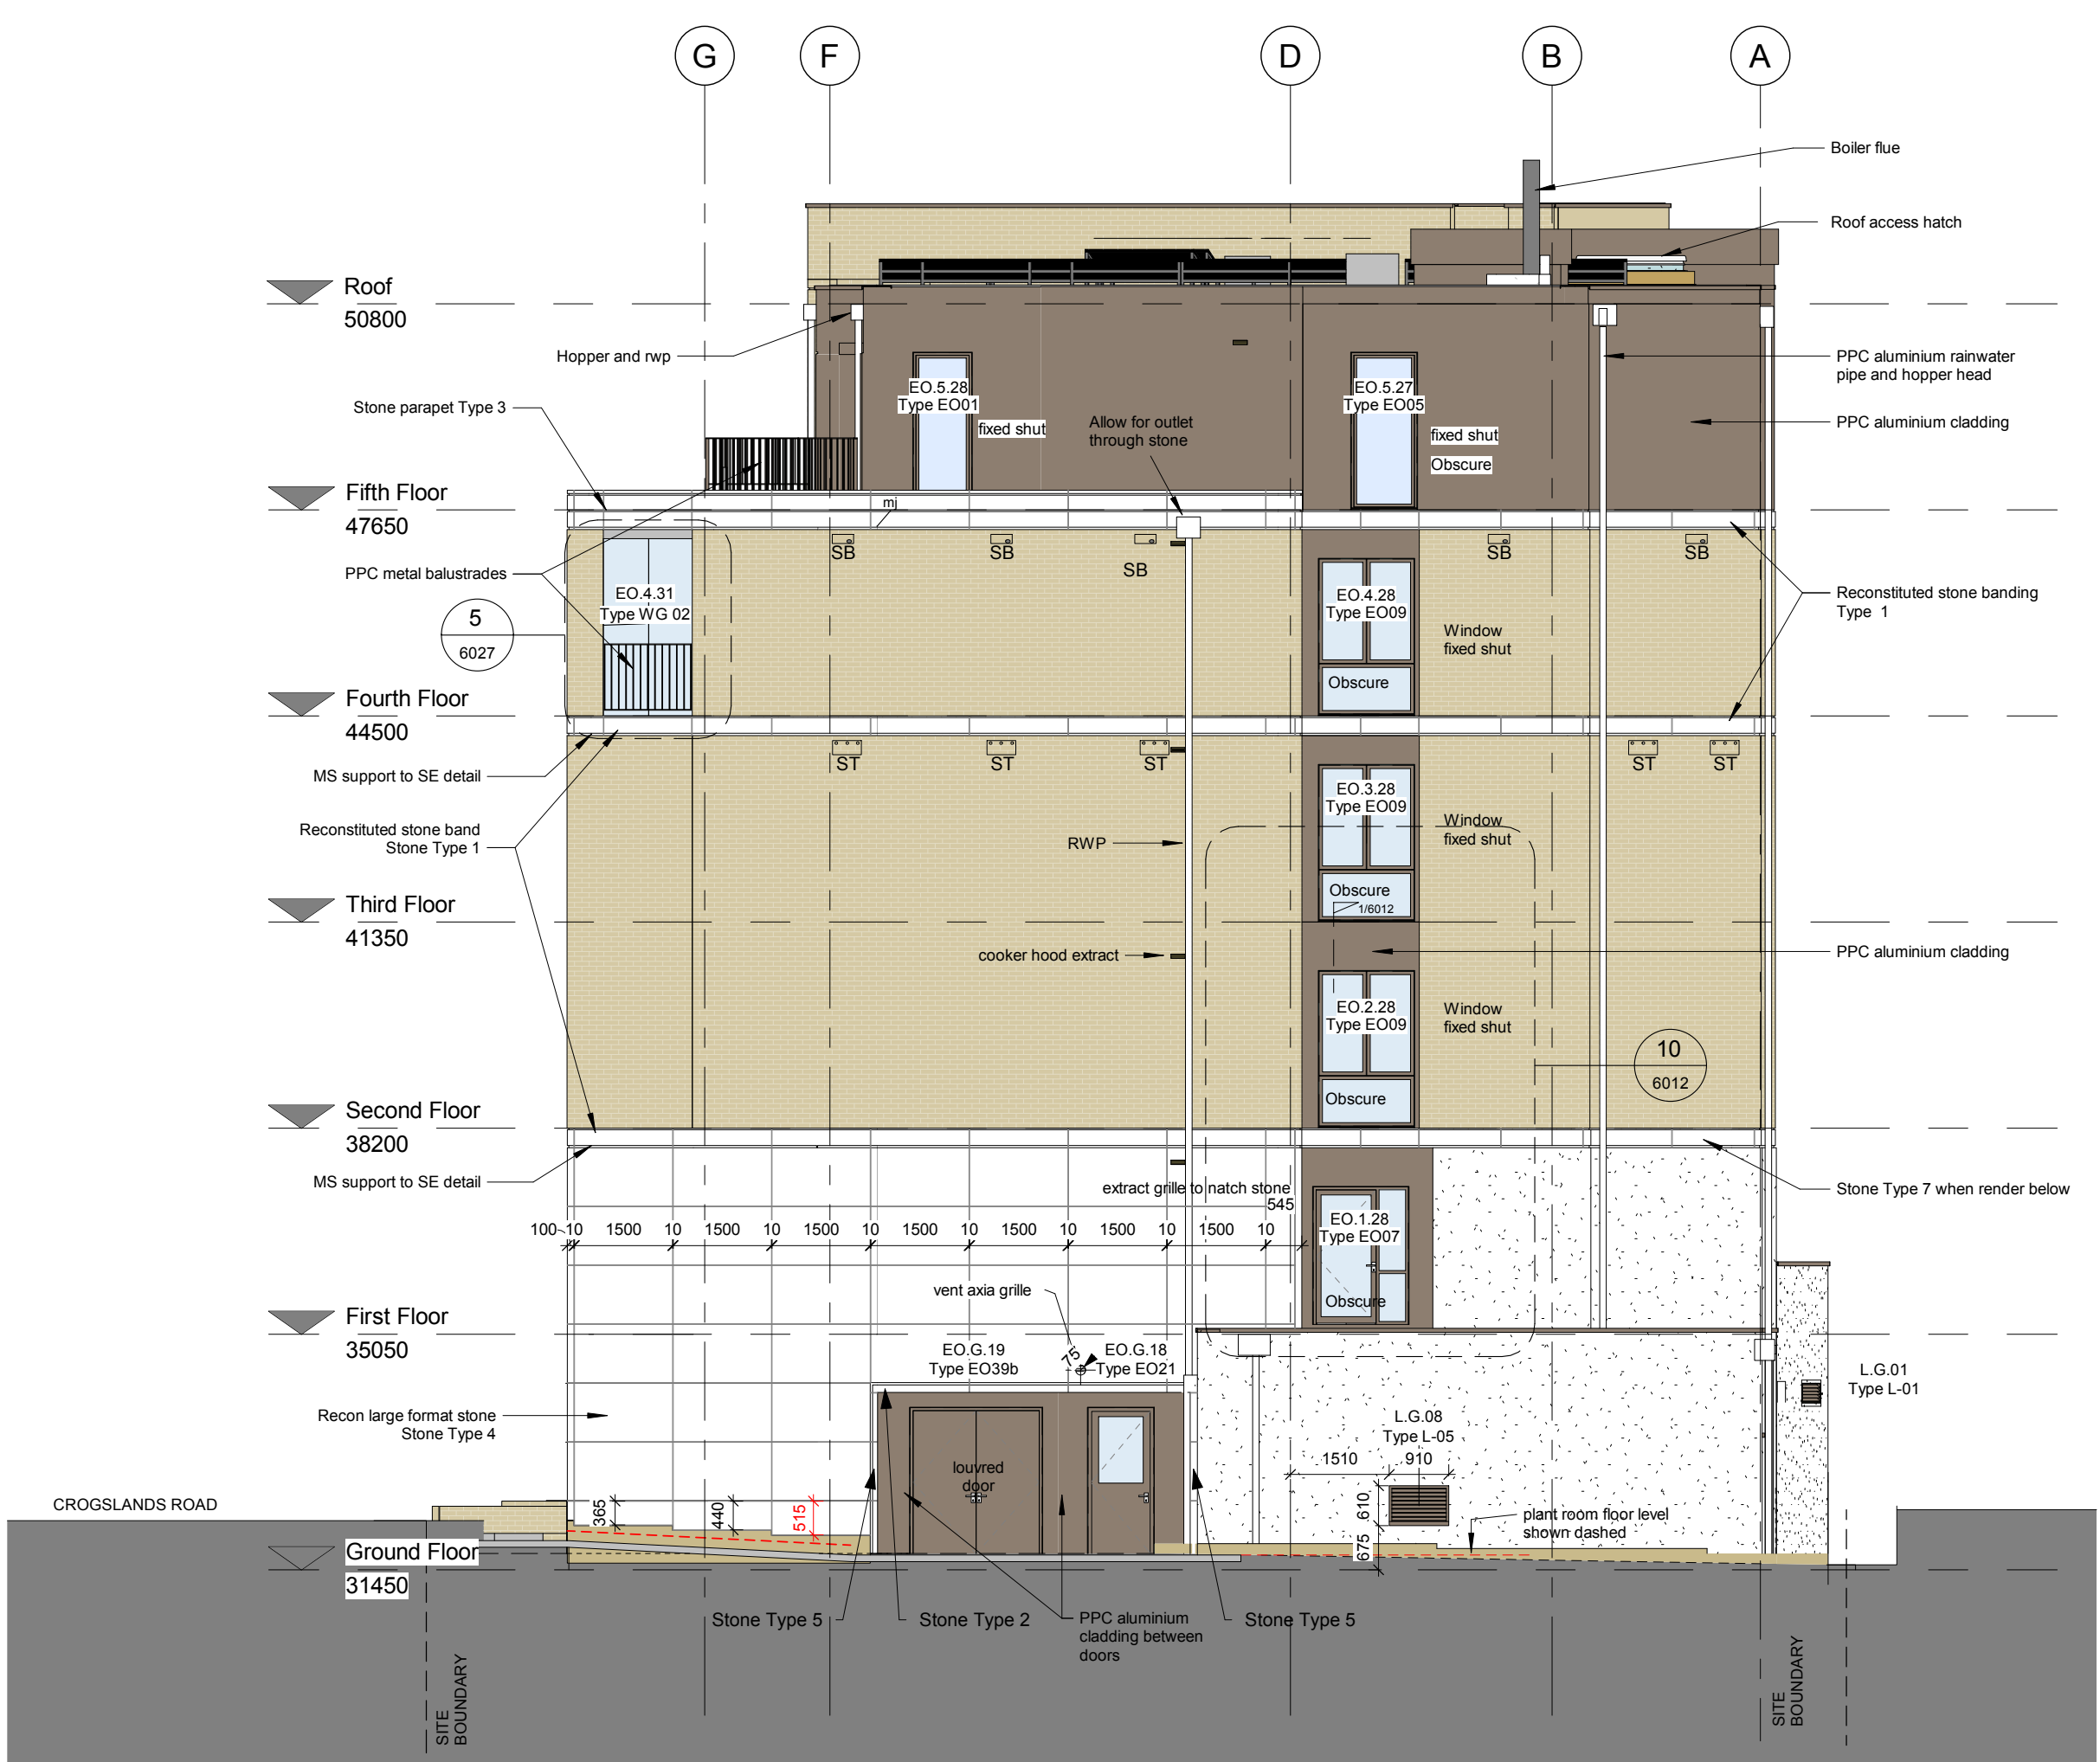 G
F
D
B
A
Boiler flue
Roof access hatch
Roof
50800
Hopper and rwp
PPC aluminium rainwater
pipe and hopper head
EO.5.28
Type EO01
fixed shut
EO.5.27
Type EO05
fixed shut
Obscure
Stone parapet Type 3
Allow for outlet
through stone
PPC aluminium cladding
Fifth Floor
47650
mj
SB
SB
SB
SB
SB
PPC metal balustrades
EO.4.31
Type WG 02
EO.4.28
Type EO09
Window
fixed shut
Obscure
Reconstituted stone banding
Type 1
5
6027
Fourth Floor
44500
MS support to SE detail
ST
ST
ST
ST
ST
EO.3.28
Type EO09
Window
fixed shut
Obscure
1/6012
Reconstituted stone band
Stone Type 1
RWP
Third Floor
41350
cooker hood extract
PPC aluminium cladding
EO.2.28
Type EO09
Window
fixed shut
Obscure
10
6012
Second Floor
38200
MS support to SE detail
extract grille to natch stone
545
Stone Type 7 when render below
100
10
1500
10
1500
10
1500
10
1500
10
1500
10
1500
10
1500
10
EO.1.28
Type EO07
Obscure
vent axia grille
First Floor
35050
EO.G.19
Type EO39b
75
EO.G.18
Type EO21
L.G.01
Type L-01
Recon large format stone
Stone Type 4
L.G.08
Type L-05
1510
910
louvred
door
CROGSLANDS ROAD
365
440
515
610
675
plant room floor level
shown dashed
Ground Floor
31450
Stone Type 5
Stone Type 2
PPC aluminium
cladding between
doors
Stone Type 5
SITE
BOUNDARY
SITE
BOUNDARY